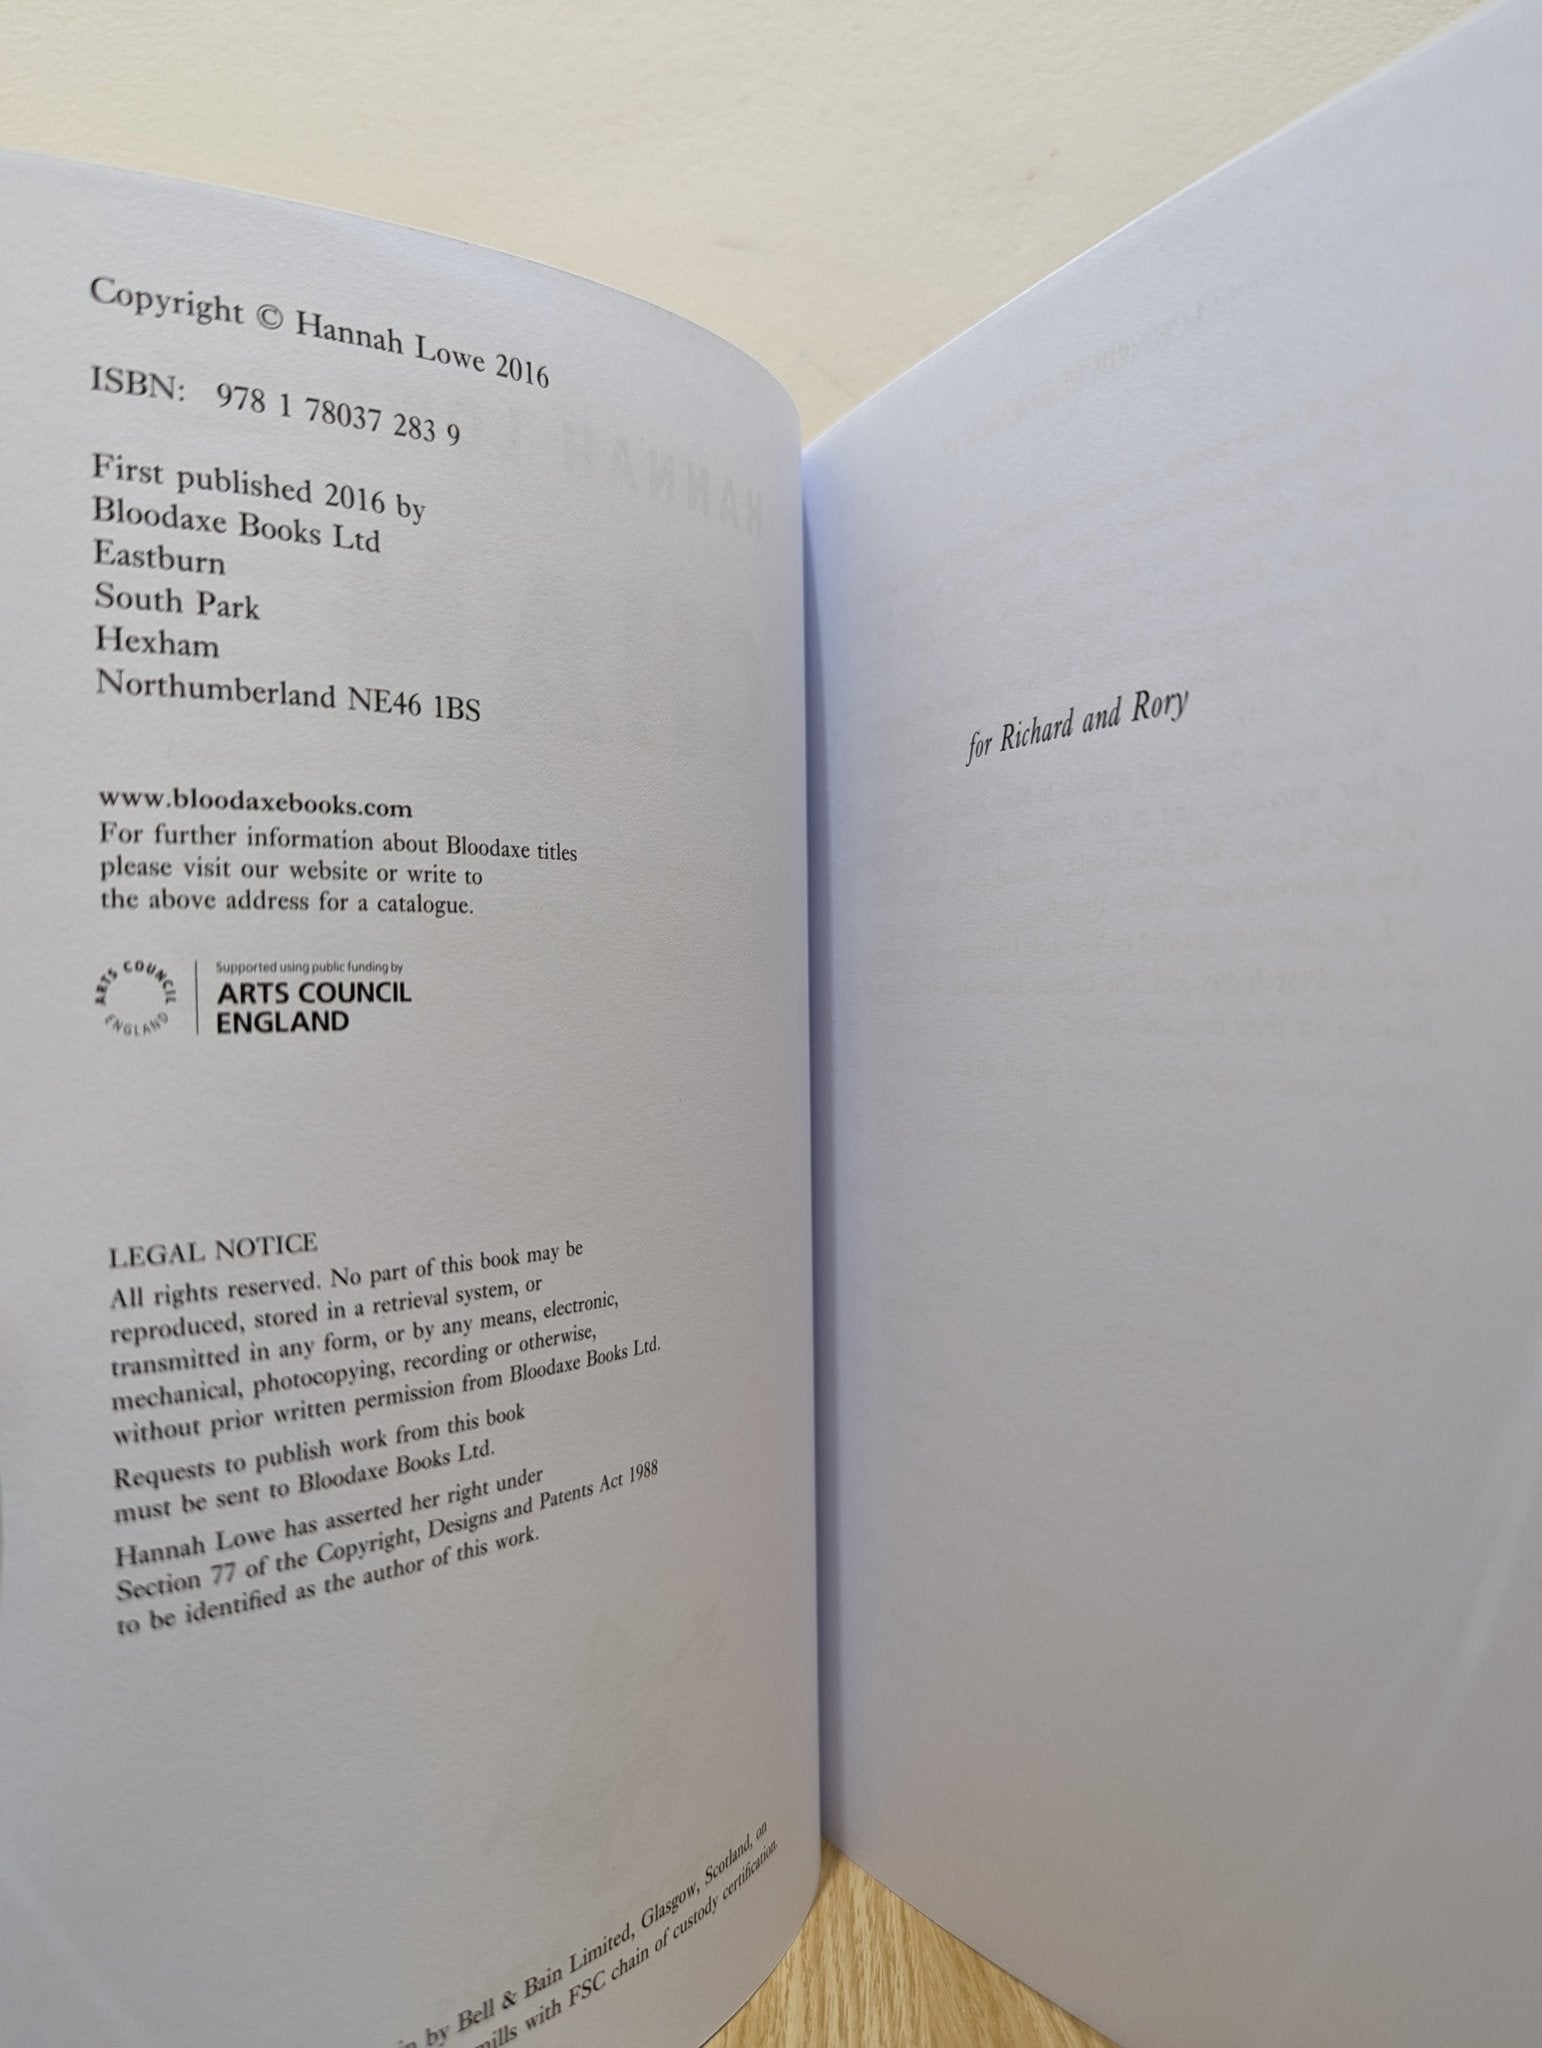 Copyright © Hannah Lowe 2016
ISBN: 978 1 78037 283 9
First published 2016 by
Bloodaxe Books Ltd
Eastburn
South Park
Hexham
Northumberland NE46 1BS
www.bloodaxebooks.com
For further information about Bloodaxe titles
please visit our website or write to
the above address for a catalogue.
ARTS COUNCIL ENGLAND
Supported using public funding by
ARTS COUNCIL
ENGLAND
LEGAL NOTICE
All rights reserved. No part of this book may be
reproduced, stored in a retrieval system, or
transmitted in any form, or by any means, electronic,
mechanical, photocopying, recording or otherwise,
without prior written permission from Bloodaxe Books Ltd.
Requests to publish work from this book
must be sent to Bloodaxe Books Ltd.
Hannah Lowe has asserted her right under
Section 77 of the Copyright, Designs and Patents Act 1988
to be identified as the author of this work.
by Bell & Bain Limited, Glasgow, Scotland, on
mills with FSC chain of custody certification.
for Richard and Rory